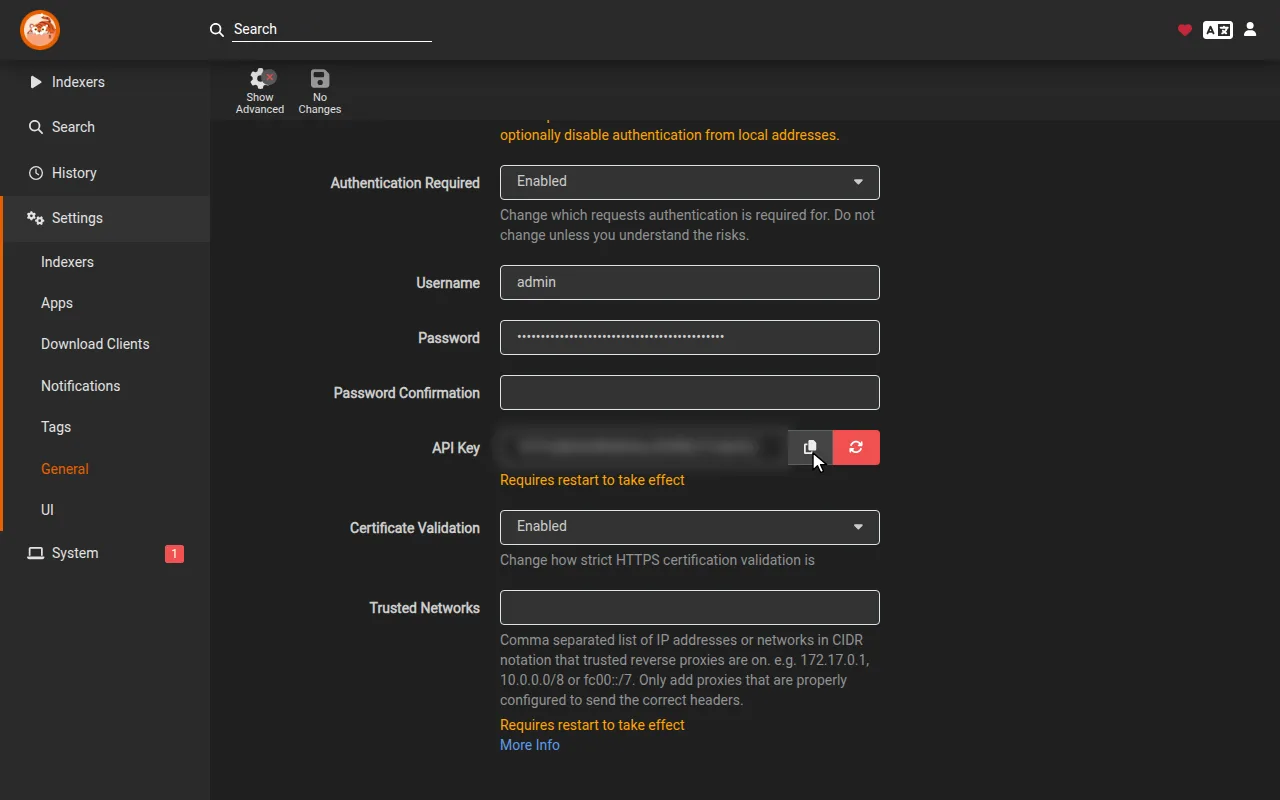 Search
Indexers
Search
History
Settings
Indexers
Apps
Download Clients
Notifications
Tags
General
UI
System
1
Show
Advanced
No
Changes
optionally disable authentication from local addresses.
Authentication Required
Enabled
Change which requests authentication is required for. Do not
change unless you understand the risks.
Username
admin
Password
Password Confirmation
API Key
Requires restart to take effect
Certificate Validation
Enabled
Change how strict HTTPS certification validation is
Trusted Networks
Comma separated list of IP addresses or networks in CIDR
notation that trusted reverse proxies are on. e.g. 172.17.0.1,
10.0.0.0/8 or fc00::/7. Only add proxies that are properly
configured to send the correct headers.
Requires restart to take effect
More Info